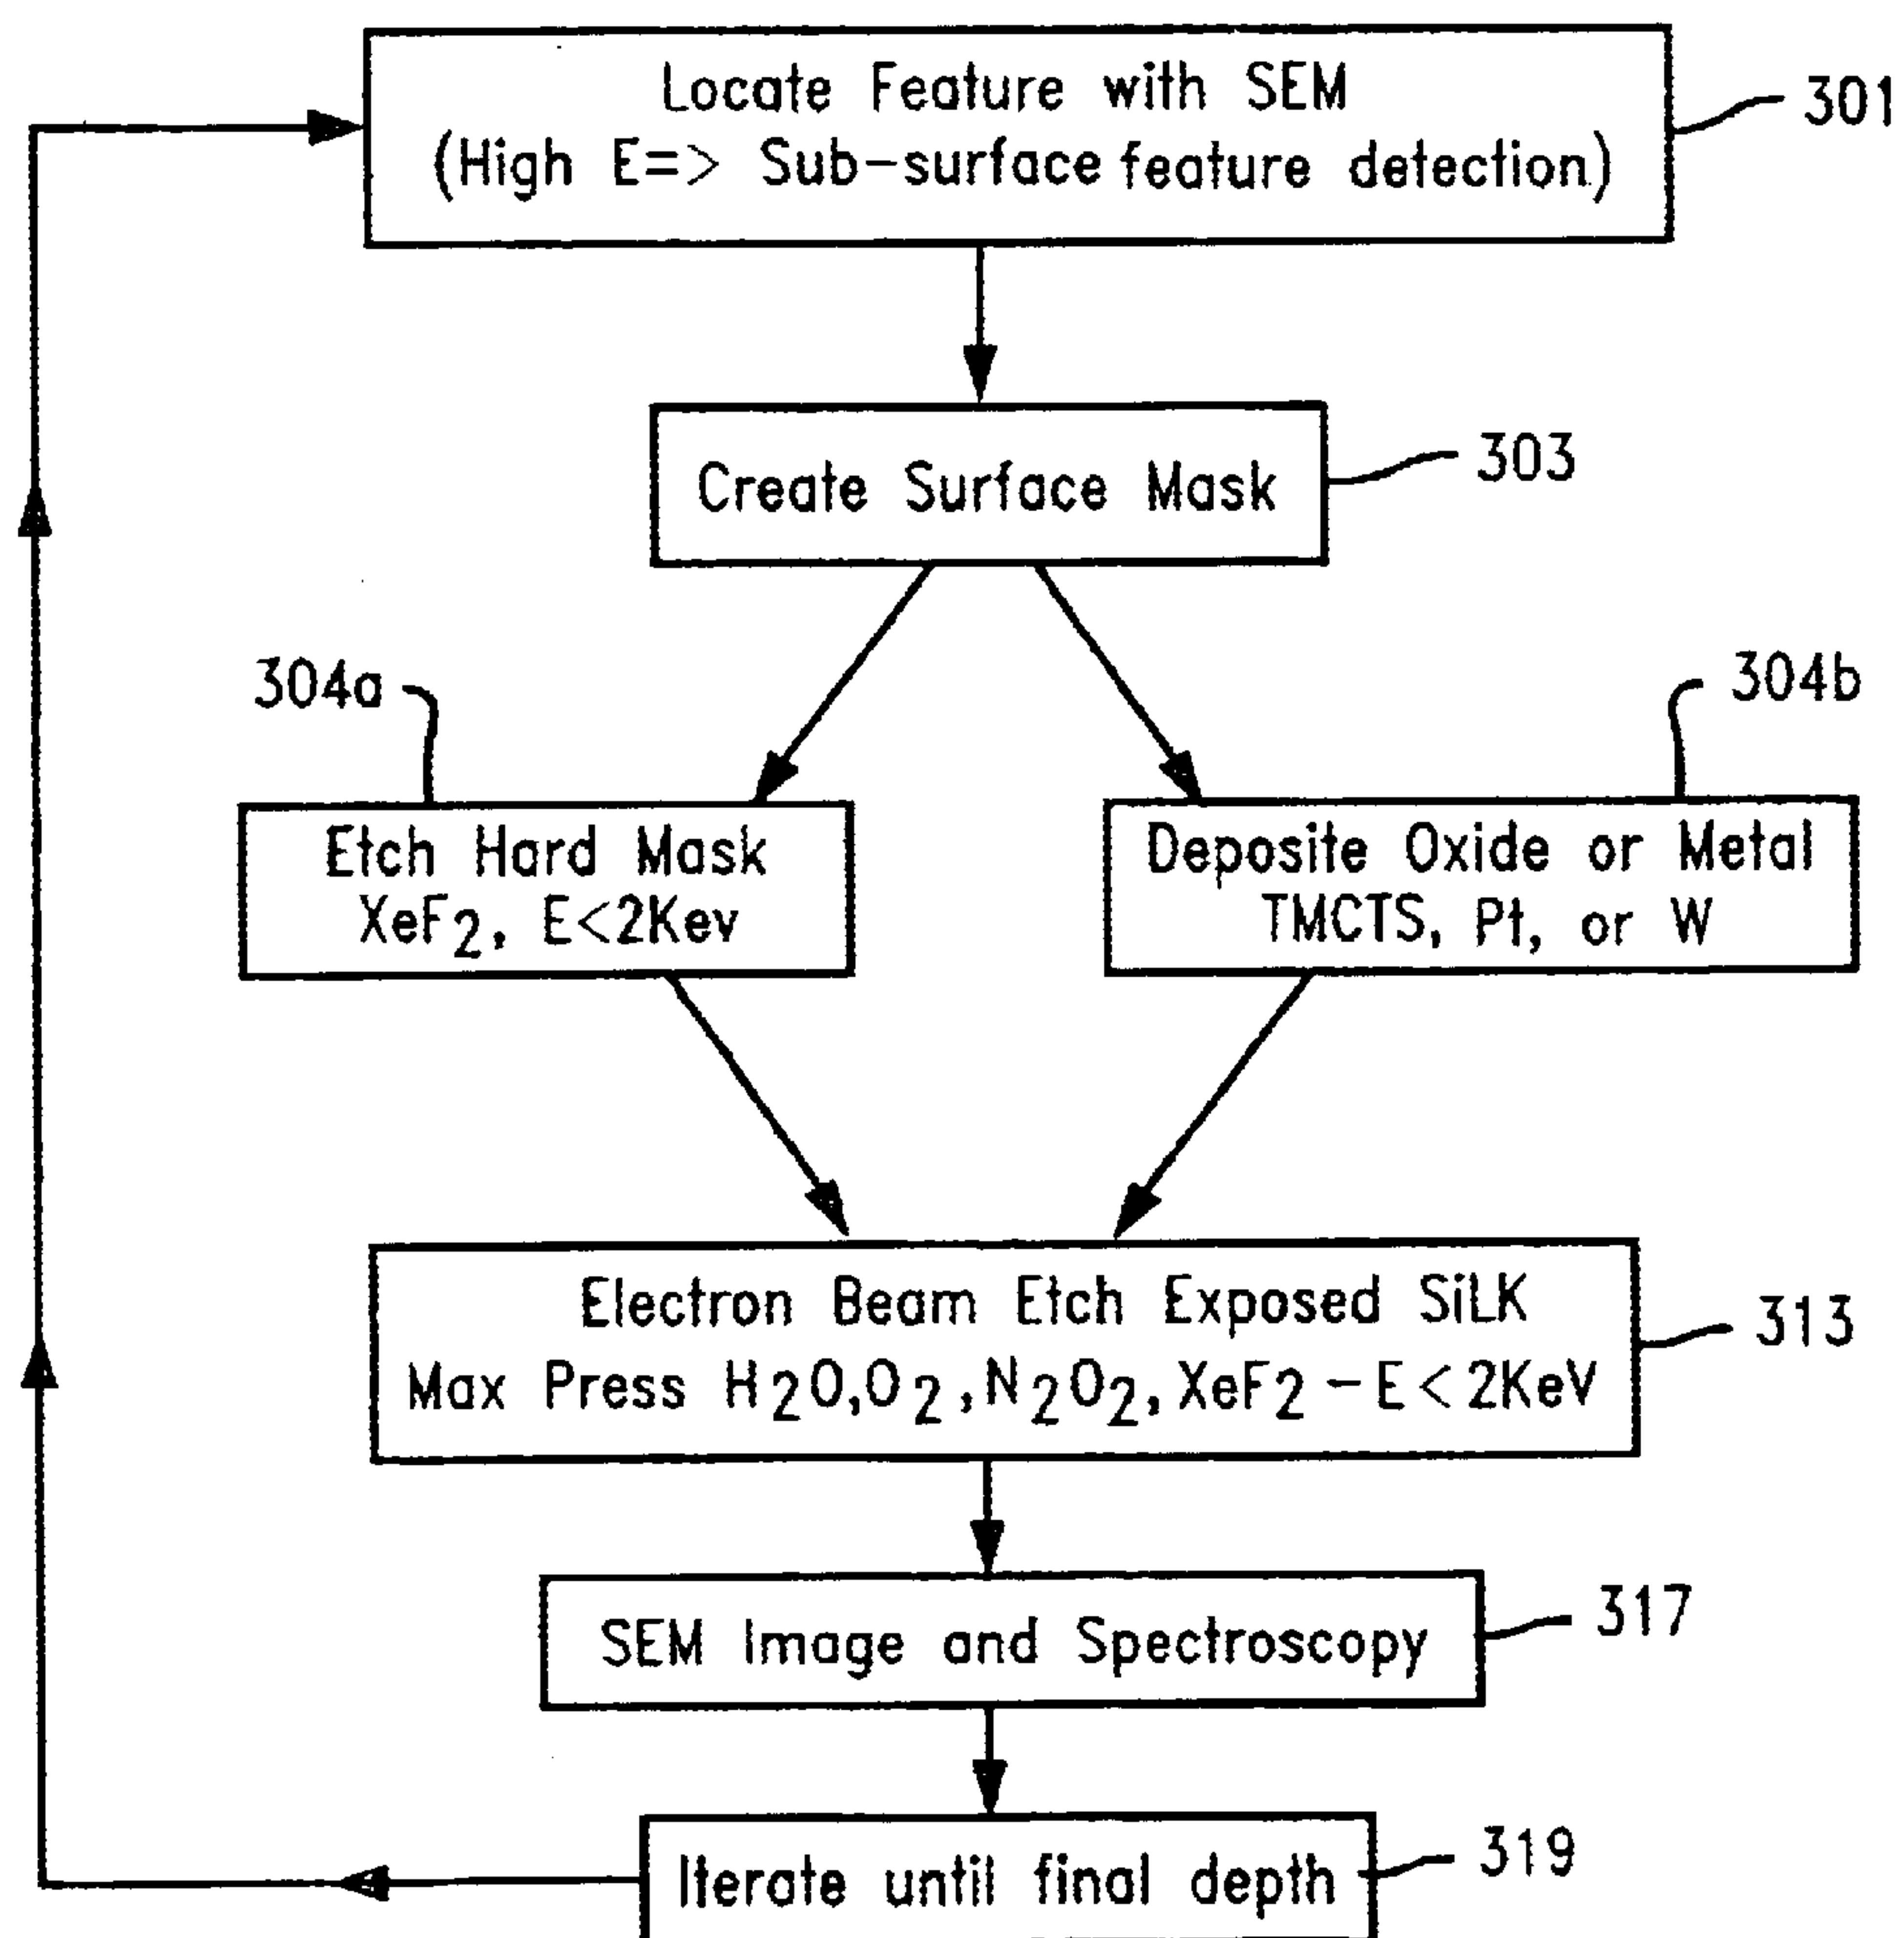 Locate Feature with SEM
(High E=> Sub-surface feature detection)
301
Create Surface Mask
303
304a
304b
Etch Hard Mask
XeF2, E<2Kev
Deposite Oxide or Metal
TMCTS, Pt, or W
Electron Beam Etch Exposed SiLK
Max Press H2O,O2,N2O2,XeF2-E<2KeV
313
SEM Image and Spectroscopy
317
Iterate until final depth
319